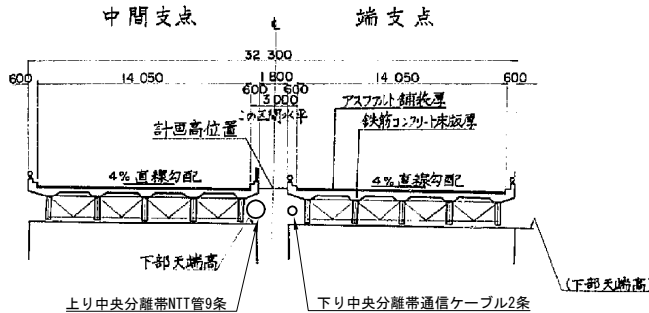 中間支点
端支点
32 300
600
14 050
1 800
14 050
600
600
600
3 000
この区間水平
アスファルト舗装厚
鉄筋コンクリート床版厚
計画高位置
4% 直線勾配
4% 直線勾配
下部天端高
(下部天端高)
上り中央分離帯NTT管9条
下り中央分離帯通信ケーブル2条